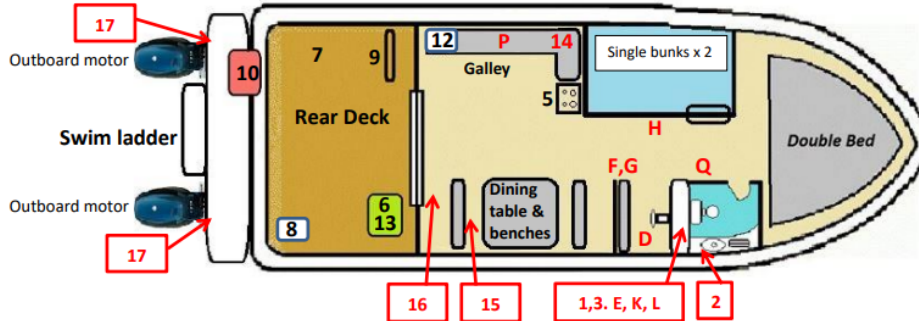 17
Outboard motor
10
7
9
12
P
14
Single bunks x 2
Galley
5
Rear Deck
Swim ladder
H
Double Bed
F,G
Q
Outboard motor
6
13
8
Dining
table &
benches
D
17
16
15
1,3. E, K, L
2